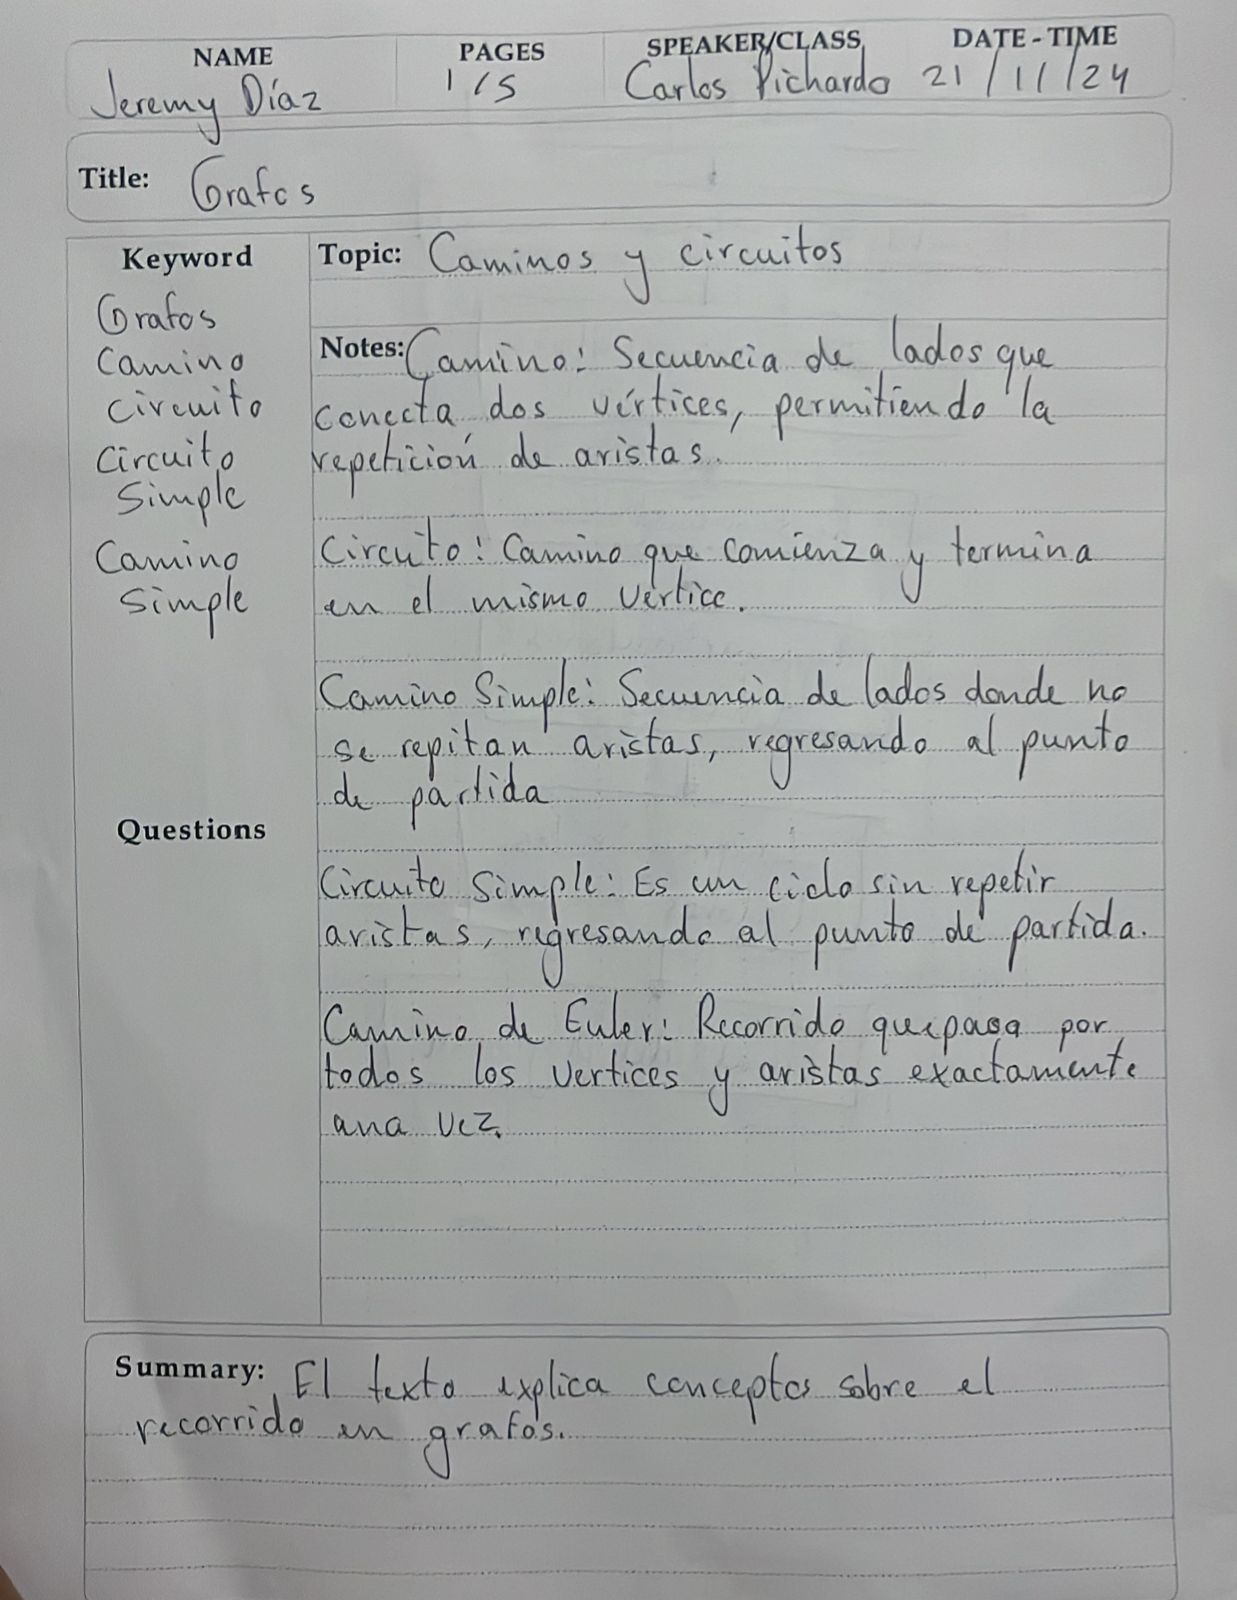 NAME PAGES SPEAKER/CLASS DATE - TIME
Jeremy Díaz 1/5 Carlos Pichardo 21/11/24
Title: Grafos
Keyword
Grafos
Camino
Circuito
Circuito
Simple
Camino
Simple
Questions
Topic: Caminos y circuitos
Notes: Camino: Secuencia de lados que
conecta dos vértices, permitiendo la
repetición de aristas.
Circuito: Camino que comienza y termina
en el mismo vértice.
Camino Simple: Secuencia de lados donde no
se repitan aristas, regresando al punto
de partida
Circuito Simple: Es un ciclo sin repetir
aristas, regresando al punto de partida.
Camino de Euler: Recorrido que pasa por
todos los vertices y aristas exactamente
una vez.
Summary: El texto explica conceptos sobre el
recorrido en grafos.